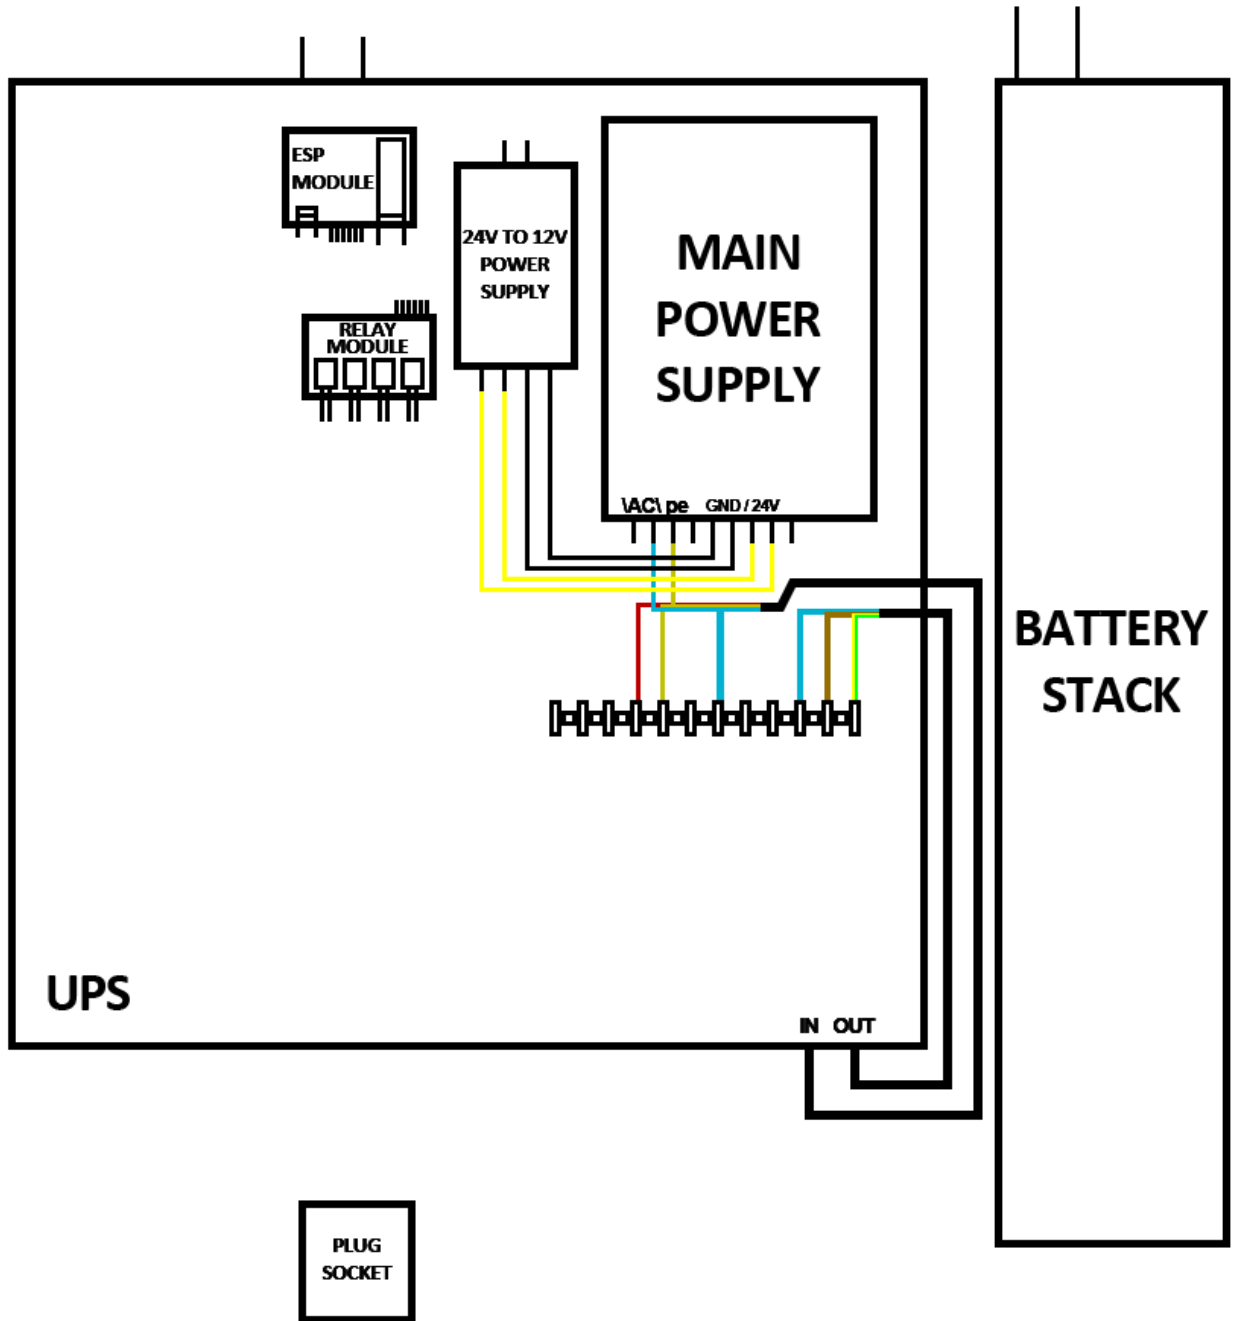 ESP
MODULE
24V TO 12V
POWER
SUPPLY
RELAY
MODULE
MAIN
POWER
SUPPLY
\AC\ pe GND / 24V
BATTERY
STACK
UPS
IN OUT
PLUG
SOCKET